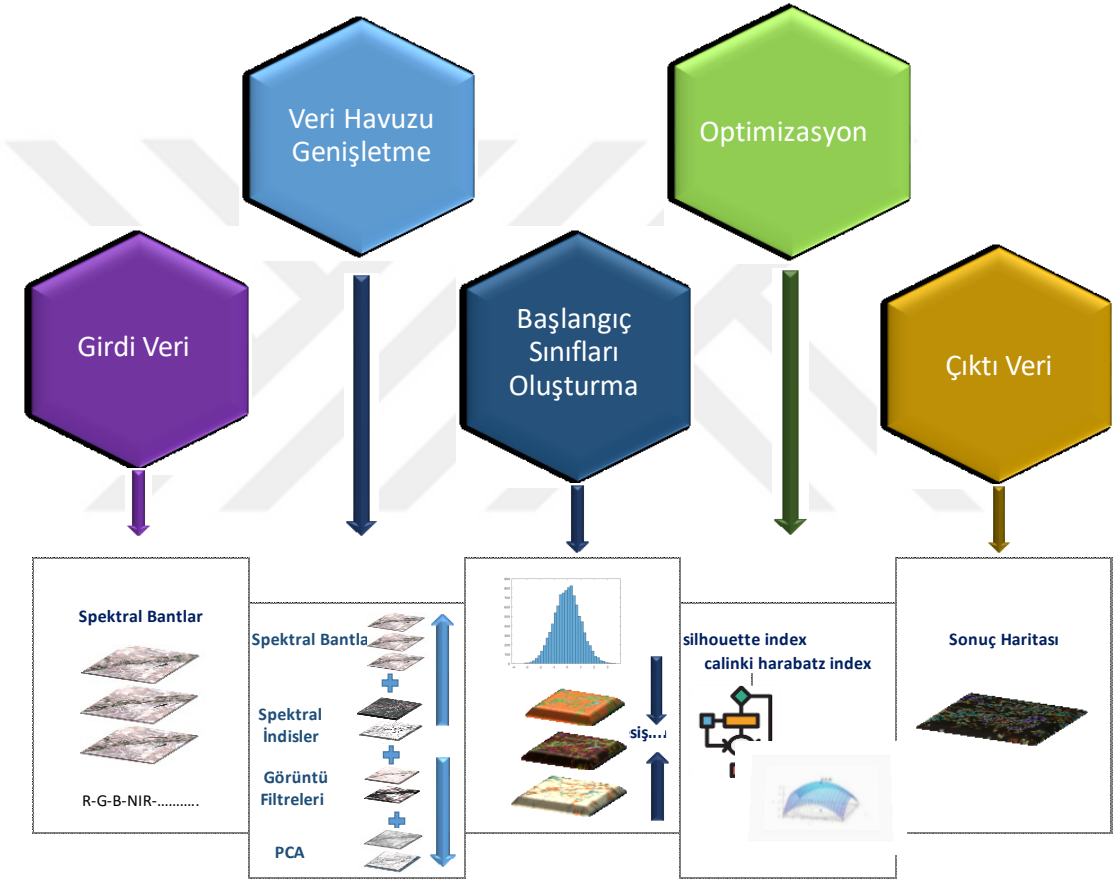 Veri Havuzu
Genişletme
Optimizasyon
Girdi Veri
Başlangıç
Sınıfları
Oluşturma
Çıktı Veri
Spektral Bantlar
R-G-B-NIR-...........
Spektral Bantla
Spektral
İndisler
Görüntü
Filtreleri
PCA
siş....
silhouette index
calinki harabatz index
Sonuç Haritası